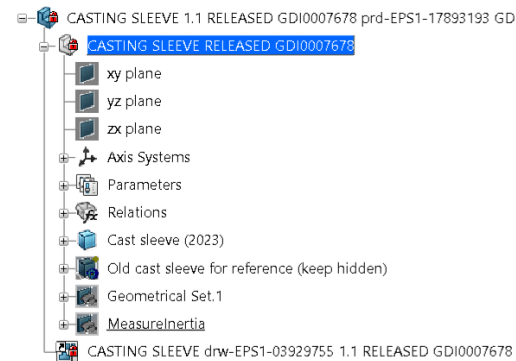 CASTING SLEEVE 1.1 RELEASED GDI0007678 prd-EPS1-17893193 GD
CASTING SLEEVE RELEASED GDI0007678
xy plane
yz plane
zx plane
Axis Systems
Parameters
Relations
Cast sleeve (2023)
Old cast sleeve for reference (keep hidden)
Geometrical Set.1
MeasureInertia
CASTING SLEEVE drw-EPS1-03929755 1.1 RELEASED GDI0007678